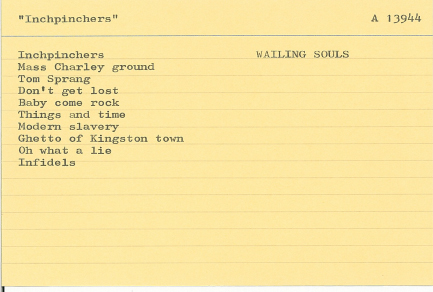 "Inchpinchers" A 13944
Inchpinchers WAILING SOULS
Mass Charley ground
Tom Sprang
Don't get lost
Baby come rock
Things and time
Modern slavery
Ghetto of Kingston town
Oh what a lie
Infidels